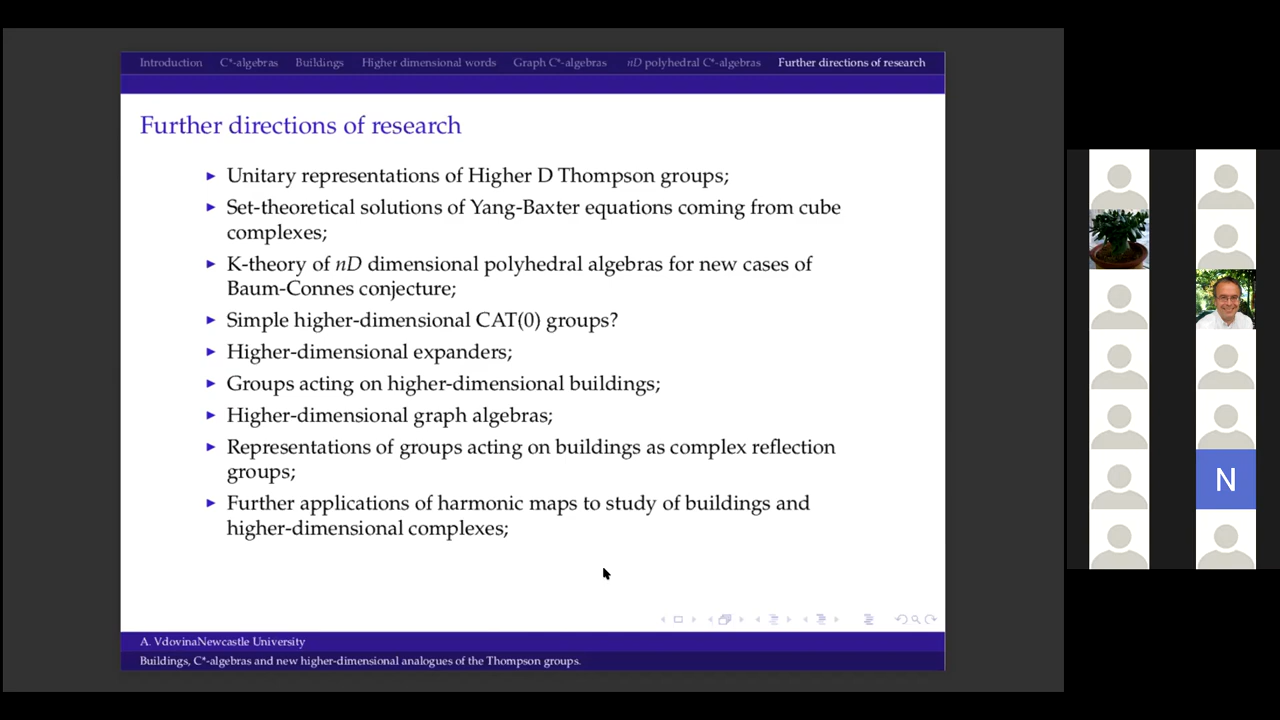 Introduction C*-algebras Buildings Higher dimensional words Graph C*-algebras nD polyhedral C*-algebras Further directions of research
Further directions of research
► Unitary representations of Higher D Thompson groups;
► Set-theoretical solutions of Yang-Baxter equations coming from cube
complexes;
► K-theory of nD dimensional polyhedral algebras for new cases of
Baum-Connes conjecture;
► Simple higher-dimensional CAT(0) groups?
► Higher-dimensional expanders;
► Groups acting on higher-dimensional buildings;
► Higher-dimensional graph algebras;
► Representations of groups acting on buildings as complex reflection
groups;
► Further applications of harmonic maps to study of buildings and
higher-dimensional complexes;
A. VdovinaNewcastle University
Buildings, C*-algebras and new higher-dimensional analogues of the Thompson groups.
N